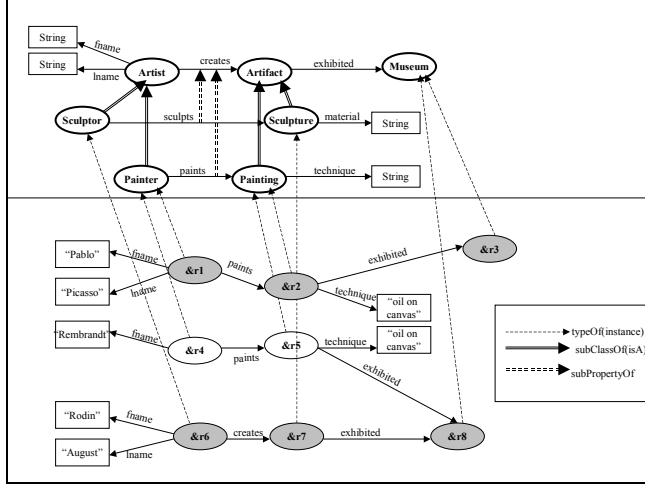 String
fname
creates
String
Artist
Artifact
exhibited
Museum
lname
Sculptor
sculpts
Sculpture
material
String
Painter
paints
Painting
technique
String
"Pablo"
fname
&r1
paints
&r2
exhibited
&r3
"Picasso"
lname
technique
"oil on
canvas"
"Rembrandt"
fname
&r4
paints
&r5
technique
"oil on
canvas"
exhibited
typeOf(instance)
subClassOf(isA)
subPropertyOf
"Rodin"
fname
&r6
creates
&r7
exhibited
&r8
"August"
lname